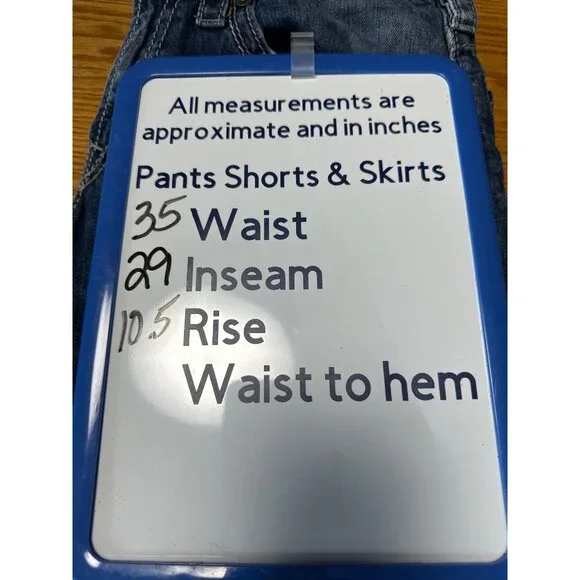 All measurements are
approximate and in inches
Pants Shorts & Skirts
35 Waist
29 Inseam
10.5 Rise
Waist to hem